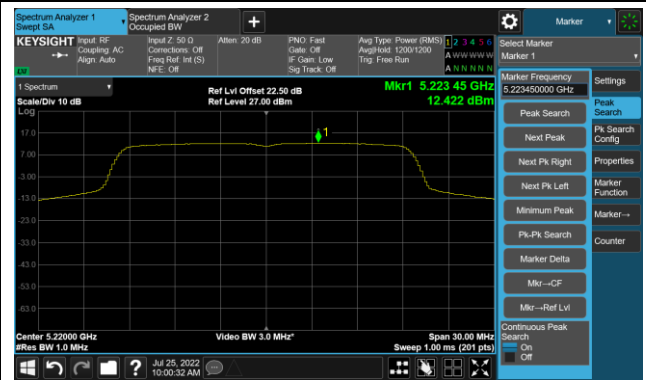 Spectrum Analyzer 1
Swept SA
Spectrum Analyzer 2
Occupied BW
Marker
KEYSIGHT
Input: RF
Coupling: AC
Align: Auto
Input Z: 50 Ω
Corrections: Off
Freq Ref: Int (S)
NFE: Off
Atten: 20 dB
PNO: Fast
Gate: Off
IF Gain: Low
Sig Track: Off
Avg Type: Power (RMS)
Avg|Hold: 1200/1200
Trig: Free Run
1 2 3 4 5 6
A W W W W W
A N N N N N
LXI
Select Marker
Marker 1
1 Spectrum
Scale/Div 10 dB
Log
Ref Lvl Offset 22.50 dB
Ref Level 27.00 dBm
Mkr1 5.223 45 GHz
12.422 dBm
17.0
7.00
-3.00
-13.0
-23.0
-33.0
-43.0
-53.0
-63.0
1
Center 5.22000 GHz
#Res BW 1.0 MHz
Video BW 3.0 MHz*
Span 30.00 MHz
Sweep 1.00 ms (201 pts)
Marker Frequency
5.223450000 GHz
Peak Search
Next Peak
Next Pk Right
Next Pk Left
Minimum Peak
Pk-Pk Search
Marker Delta
Mkr→CF
Mkr→Ref Lvl
Continuous Peak
Search
On
Off
Settings
Peak
Search
Pk Search
Config
Properties
Marker
Function
Marker→
Counter
?
Jul 25, 2022
10:00:32 AM